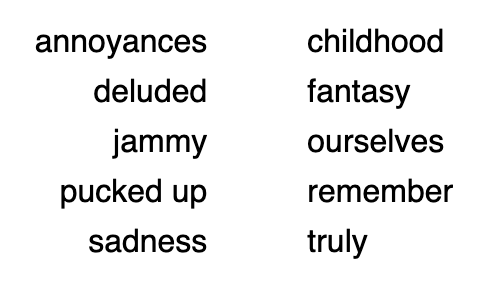 annoyances childhood
deluded fantasy
jammy ourselves
pucked up remember
sadness truly